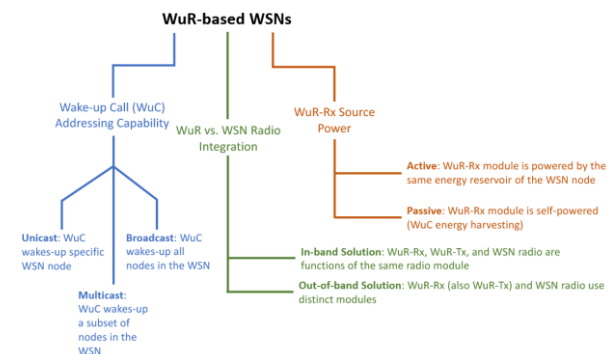 WuR-based WSNs
Wake-up Call (WuC)
Addressing Capability
WuR vs. WSN Radio
Integration
WuR-Rx Source
Power
Active: WuR-Rx module is powered by the
same energy reservoir of the WSN node
Passive: WuR-Rx module is self-powered
(WuC energy harvesting)
Unicast: WuC
wakes-up specific
WSN node
Broadcast: WuC
wakes-up all
nodes in the WSN
Multicast:
WuC wakes-up
a subset of
nodes in the
WSN
In-band Solution: WuR-Rx, WuR-Tx, and WSN radio are
functions of the same radio module
Out-of-band Solution: WuR-Rx (also WuR-Tx) and WSN radio use
distinct modules